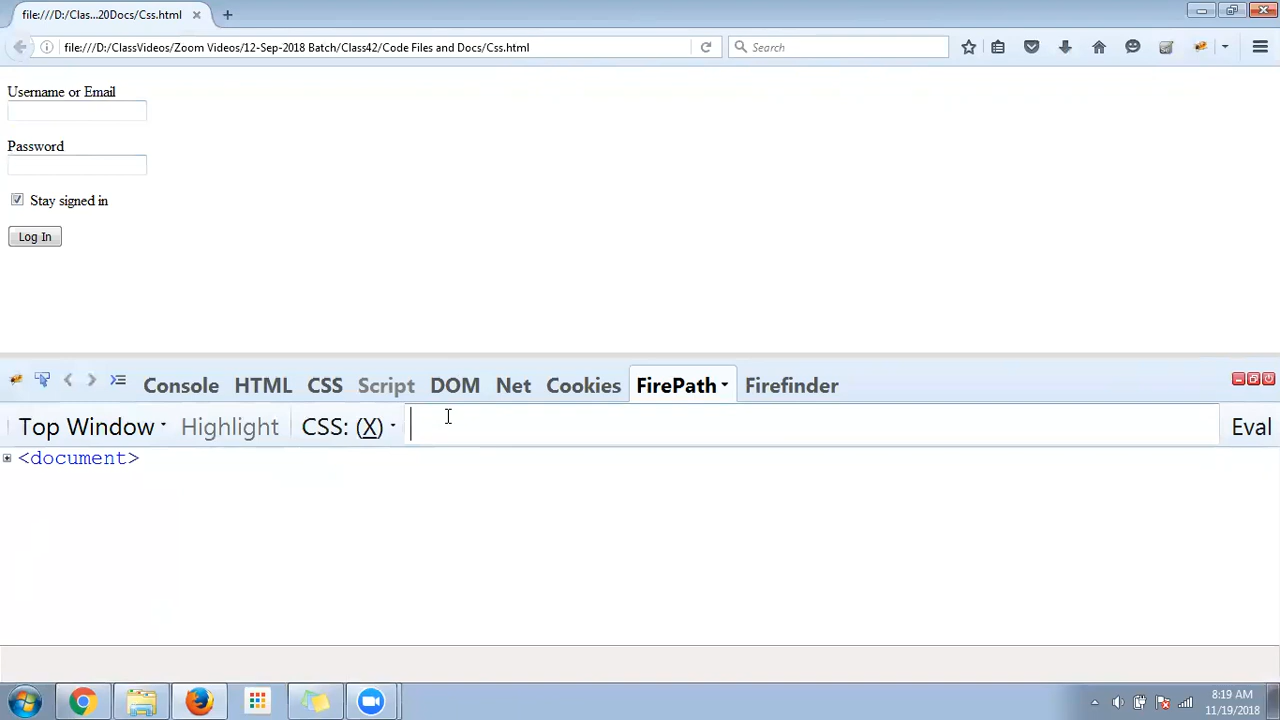 file:///D:/Clas...20Docs/Css.html
file:///D:/ClassVideos/Zoom Videos/12-Sep-2018 Batch/Class42/Code Files and Docs/Css.html
Search
Username or Email
Password
Stay signed in
Log In
Console HTML CSS Script DOM Net Cookies FirePath Firefinder
Top Window Highlight CSS: (X) Eval
<document>
8:19 AM
11/19/2018